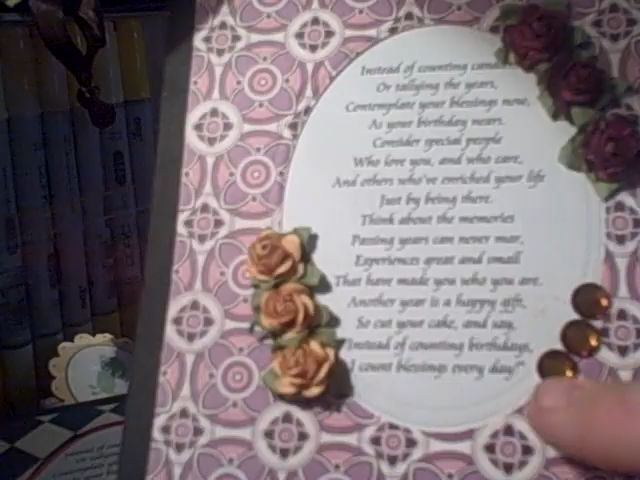 Instead of counting
Or tallying the years,
Contemplate your blessings now,
As your birthday nears.
Consider special people
Who love you, and who care,
And others who've enriched your life
Just by being there.
Think about the memories
Passing years can never mar,
Experiences great and small
That have made you who you are.
Another year is a happy gift,
So cut your cake, and say,
Instead of counting birthdays,
I count blessings every day!"